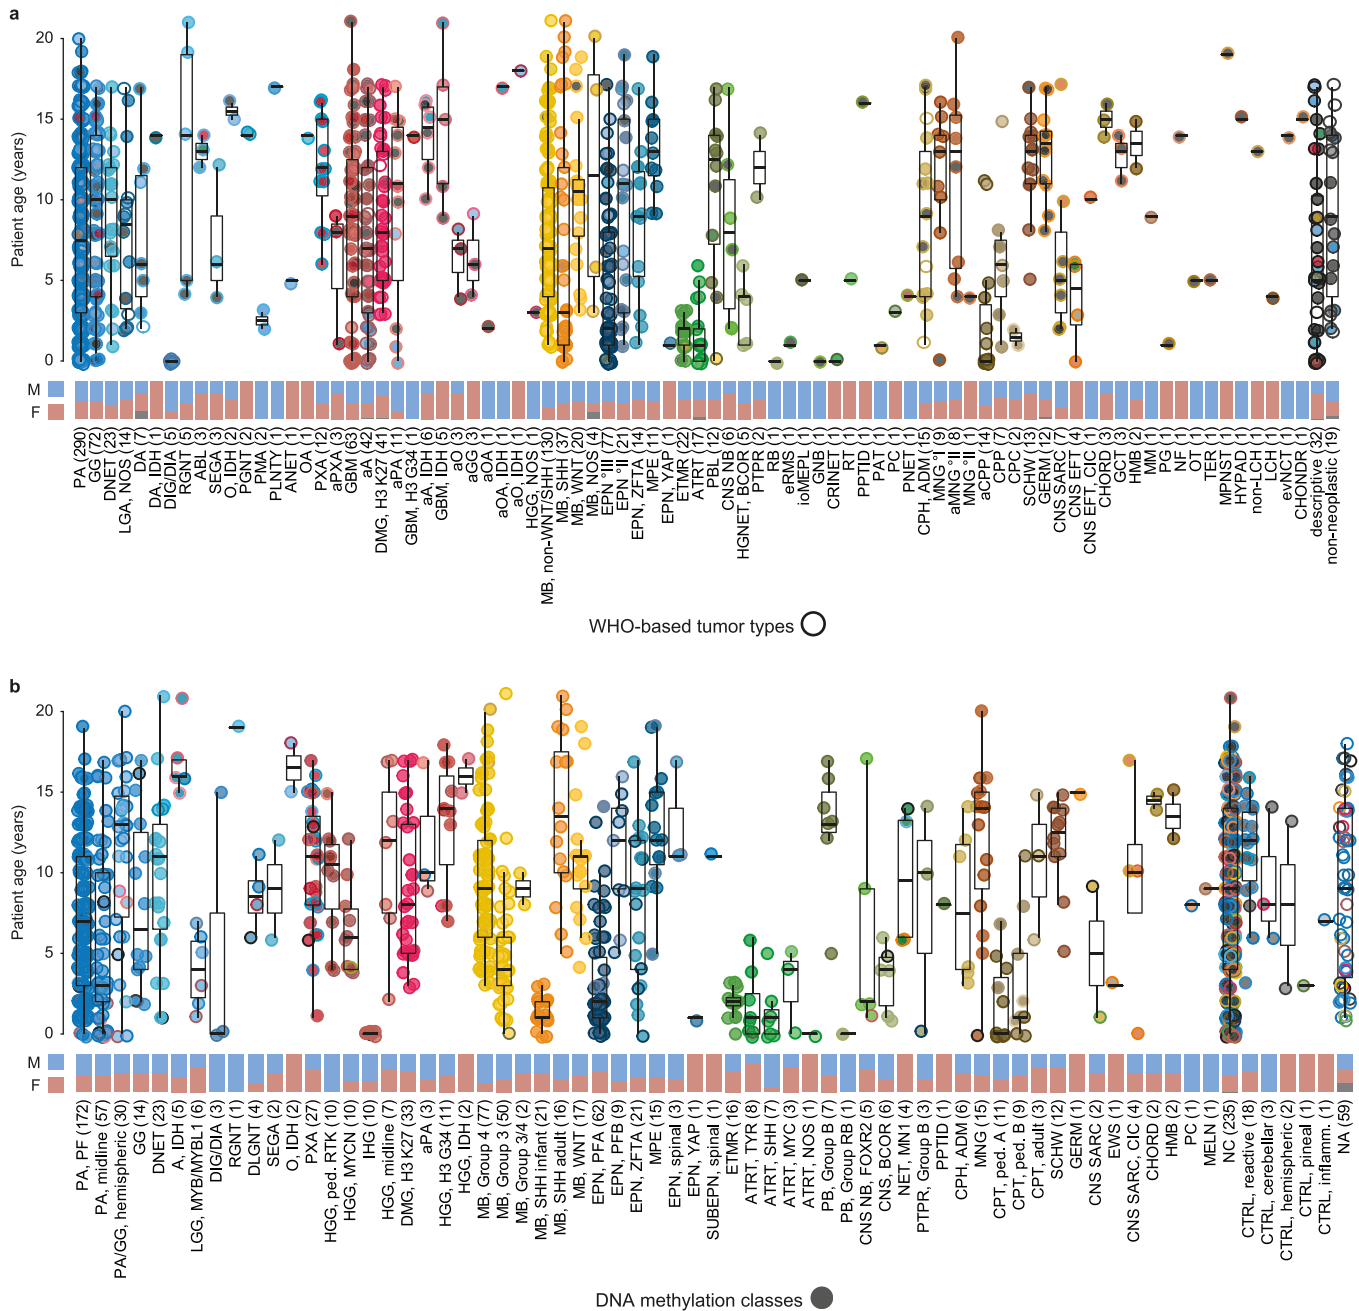 a
Patient age (years)
20
15
10
5
0
M
F
PA (290)
GG (72)
DNET (23)
LGA, NOS (14)
DA (7)
DA, IDH (1)
DIG/DIA (5)
RGNT (5)
ABL (3)
SEGA (3)
O, IDH (2)
PGNT (2)
PMA (2)
PLNTY (1)
ANET (1)
OA (1)
PXA (12)
aPXA (3)
GBM (63)
aA (42)
DMG, H3 K27 (41)
aPA (11)
GBM, H3 G34 (1)
aA, IDH (6)
GBM, IDH (5)
aO (3)
aGG (3)
aOA (1)
aOA, IDH (1)
aO, IDH (1)
HGG, NOS (1)
MB, non-WNT/SHH (130)
MB, SHH (37)
MB, WNT (20)
MB, NOS (4)
EPN °III (77)
EPN °II (21)
EPN, ZFTA (14)
MPE (11)
EPN, YAP (1)
ETMR (22)
ATRT (17)
PBL (12)
CNS NB (6)
HGNET, BCOR (5)
PTPR (2)
RB (1)
eRMS (1)
ioMEPL (1)
GNB (1)
CRINET (1)
RT (1)
PPTID (1)
PAT (1)
PC (1)
PNET (1)
CPH, ADM (15)
MNG °I (9)
aMNG °II (8)
MNG °II (1)
aCPP (14)
CPP (7)
CPC (2)
SCHW (13)
GERM (12)
CNS SARC (7)
CNS EFT (4)
CNS EFT, CIC (1)
CHORD (3)
GCT (3)
HMB (2)
MM (1)
PG (1)
NF (1)
OT (1)
TER (1)
MPNST (1)
HYPAD (1)
non-LCH (1)
LCH (1)
evNCT (1)
CHONDR (1)
descriptive (32)
non-neoplastic (19)
WHO-based tumor types
b
Patient age (years)
20
15
10
5
0
M
F
PA, PF (172)
PA, midline (57)
PA/GG, hemispheric (30)
GG (14)
DNET (23)
A, IDH (5)
LGG, MYB/MYBL1 (6)
DIG/DIA (3)
RGNT (1)
DLGNT (4)
SEGA (2)
O, IDH (2)
PXA (27)
HGG, ped. RTK (10)
HGG, MYCN (10)
IHG (10)
HGG, midline (7)
DMG, H3 K27 (33)
aPA (3)
HGG, H3 G34 (11)
HGG, IDH (2)
MB, Group 4 (77)
MB, Group 3 (50)
MB, Group 3/4 (2)
MB, SHH infant (21)
MB, SHH adult (16)
MB, WNT (17)
EPN, PFA (62)
EPN, PFB (9)
EPN, ZFTA (21)
MPE (15)
EPN, spinal (3)
EPN, YAP (1)
SUBEPN, spinal (1)
ETMR (16)
ATRT, TYR (8)
ATRT, SHH (7)
ATRT, MYC (3)
ATRT, NOS (1)
PB, Group B (7)
PB, Group RB (1)
CNS NB, FOXR2 (5)
CNS, BCOR (6)
NET, MN1 (4)
PTPR, Group B (3)
PPTID (1)
CPH, ADM (6)
MNG (15)
CPT, ped. A (11)
CPT, ped. B (9)
CPT, adult (3)
SCHW (12)
GERM (1)
CNS SARC (2)
EWS (1)
CNS SARC, CIC (4)
CHORD (2)
HMB (2)
PC (1)
MELN (1)
NC (235)
CTRL, reactive (18)
CTRL, cerebellar (3)
CTRL, hemispheric (2)
CTRL, pineal (1)
CTRL, inflamm. (1)
NA (59)
DNA methylation classes